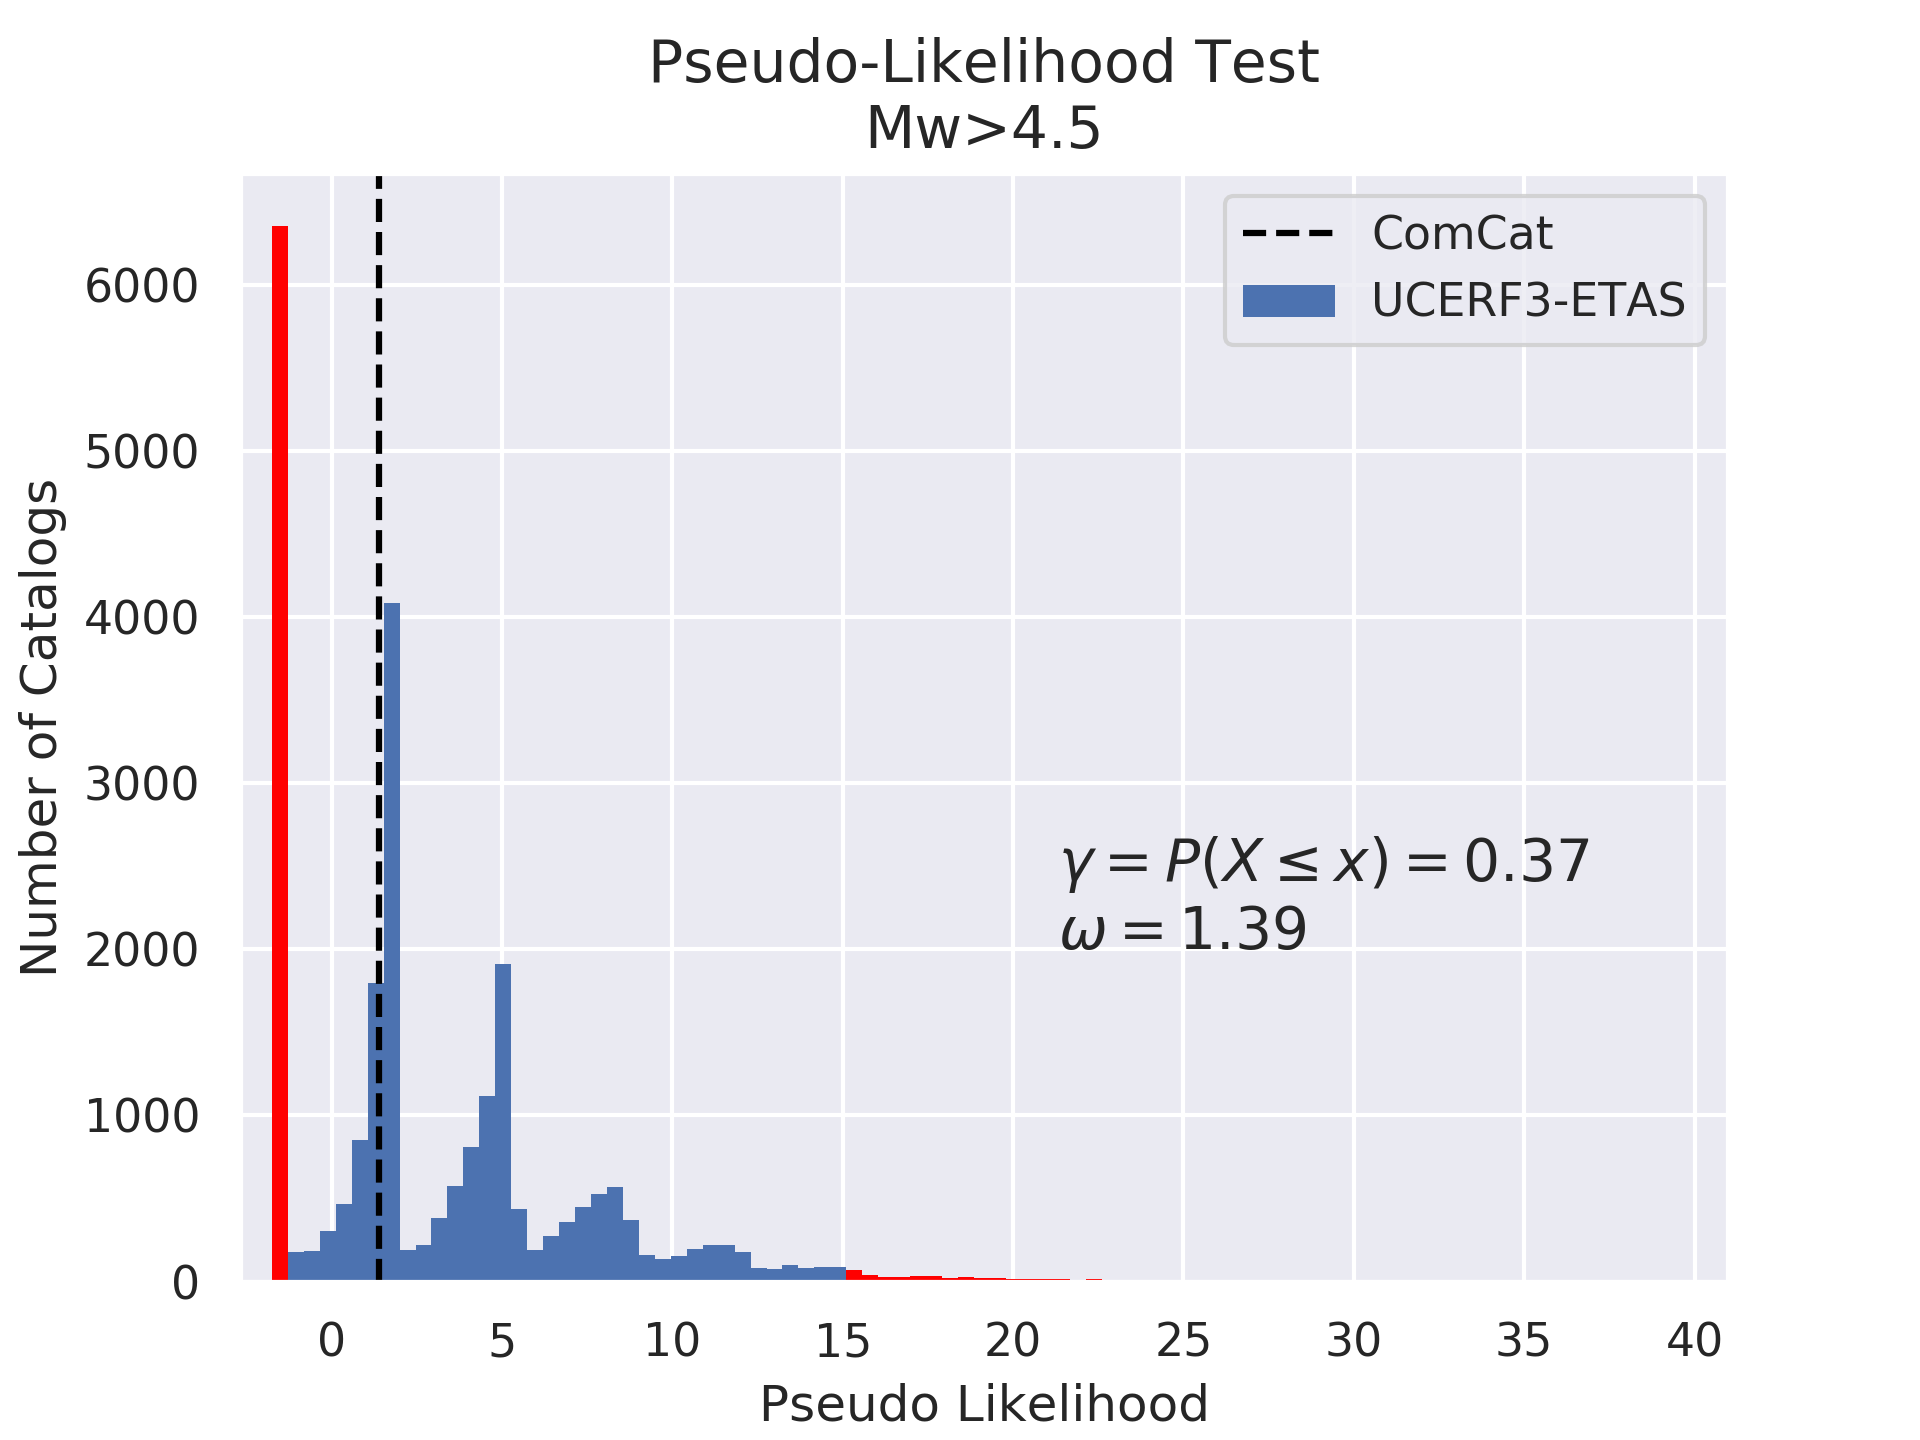 Pseudo-Likelihood Test
Mw>4.5
ComCat
UCERF3-ETAS
6000
5000
4000
3000
2000
1000
0
Number of Catalogs
γ = P(X ≤ x) = 0.37
ω = 1.39
0 5 10 15 20 25 30 35 40
Pseudo Likelihood